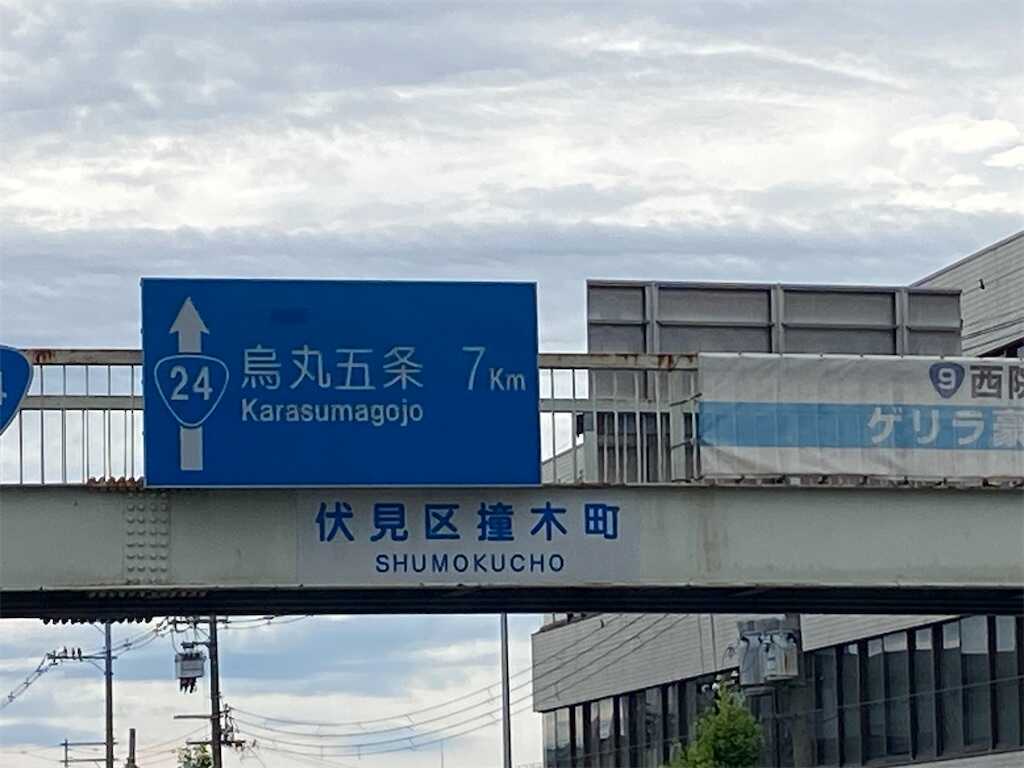 24
烏丸五条 7Km
Karasumagojo
9 西
ゲリラ豪
伏見区撞木町
SHUMOKUCHO